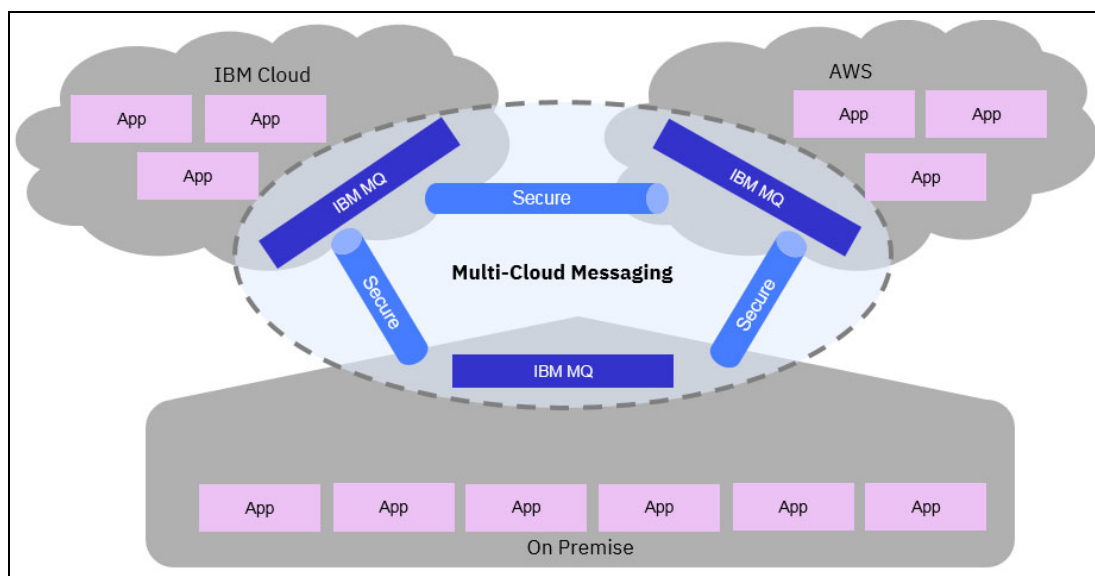 IBM Cloud
AWS
App
App
App
App
App
App
IBM MQ
IBM MQ
Secure
Multi-Cloud Messaging
Secure
Secure
IBM MQ
App
App
App
App
App
App
On Premise